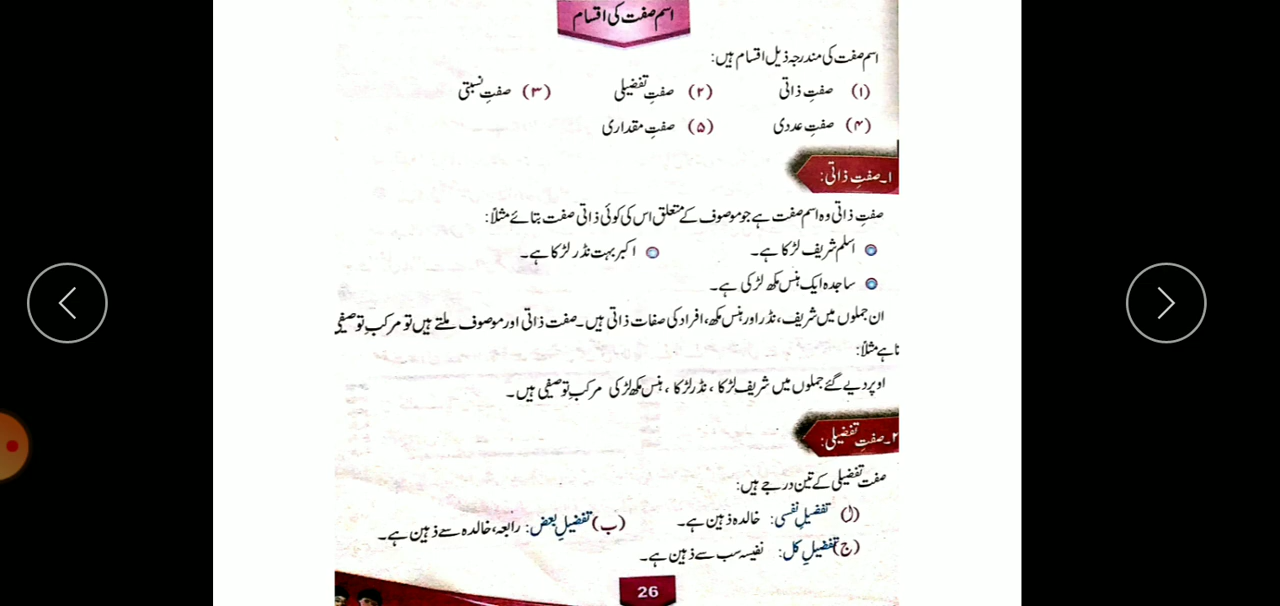 اسم صفت کی اقسام
اسم صفت کی مندرجہ ذیل اقسام ہیں:
(۱) صفتِ ذاتی (۲) صفتِ تفضیلی (۳) صفتِ نسبتی
(۴) صفتِ عددی (۵) صفتِ مقداری
۱۔ صفتِ ذاتی:
صفتِ ذاتی وہ اسم صفت ہے جو موصوف کے متعلق اس کی کوئی ذاتی صفت بتائے مثلاً:
اسلم شریف لڑکا ہے۔ اکبر بہت نڈر لڑکا ہے۔
ساجدہ ایک ہنس مکھ لڑکی ہے۔
ان جملوں میں شریف، نڈر اور ہنس مکھ، افراد کی صفات ذاتی ہیں۔ صفت ذاتی اور موصوف ملتے ہیں تو مرکبِ توصیفی
نا ہے مثلاً:
اوپر دیے گئے جملوں میں شریف لڑکا، نڈر لڑکا، ہنس مکھ لڑکی مرکبِ توصیفی ہیں۔
۲۔ صفتِ تفضیلی:
صفت تفضیلی کے تین درجے ہیں:
(ا) تفضیلِ نفسی: خالدہ ذہین ہے۔ (ب) تفضیلِ بعض: رابعہ، خالدہ سے ذہین ہے۔
(ج) تفضیلِ کل: نفیسہ سب سے ذہین ہے۔
26